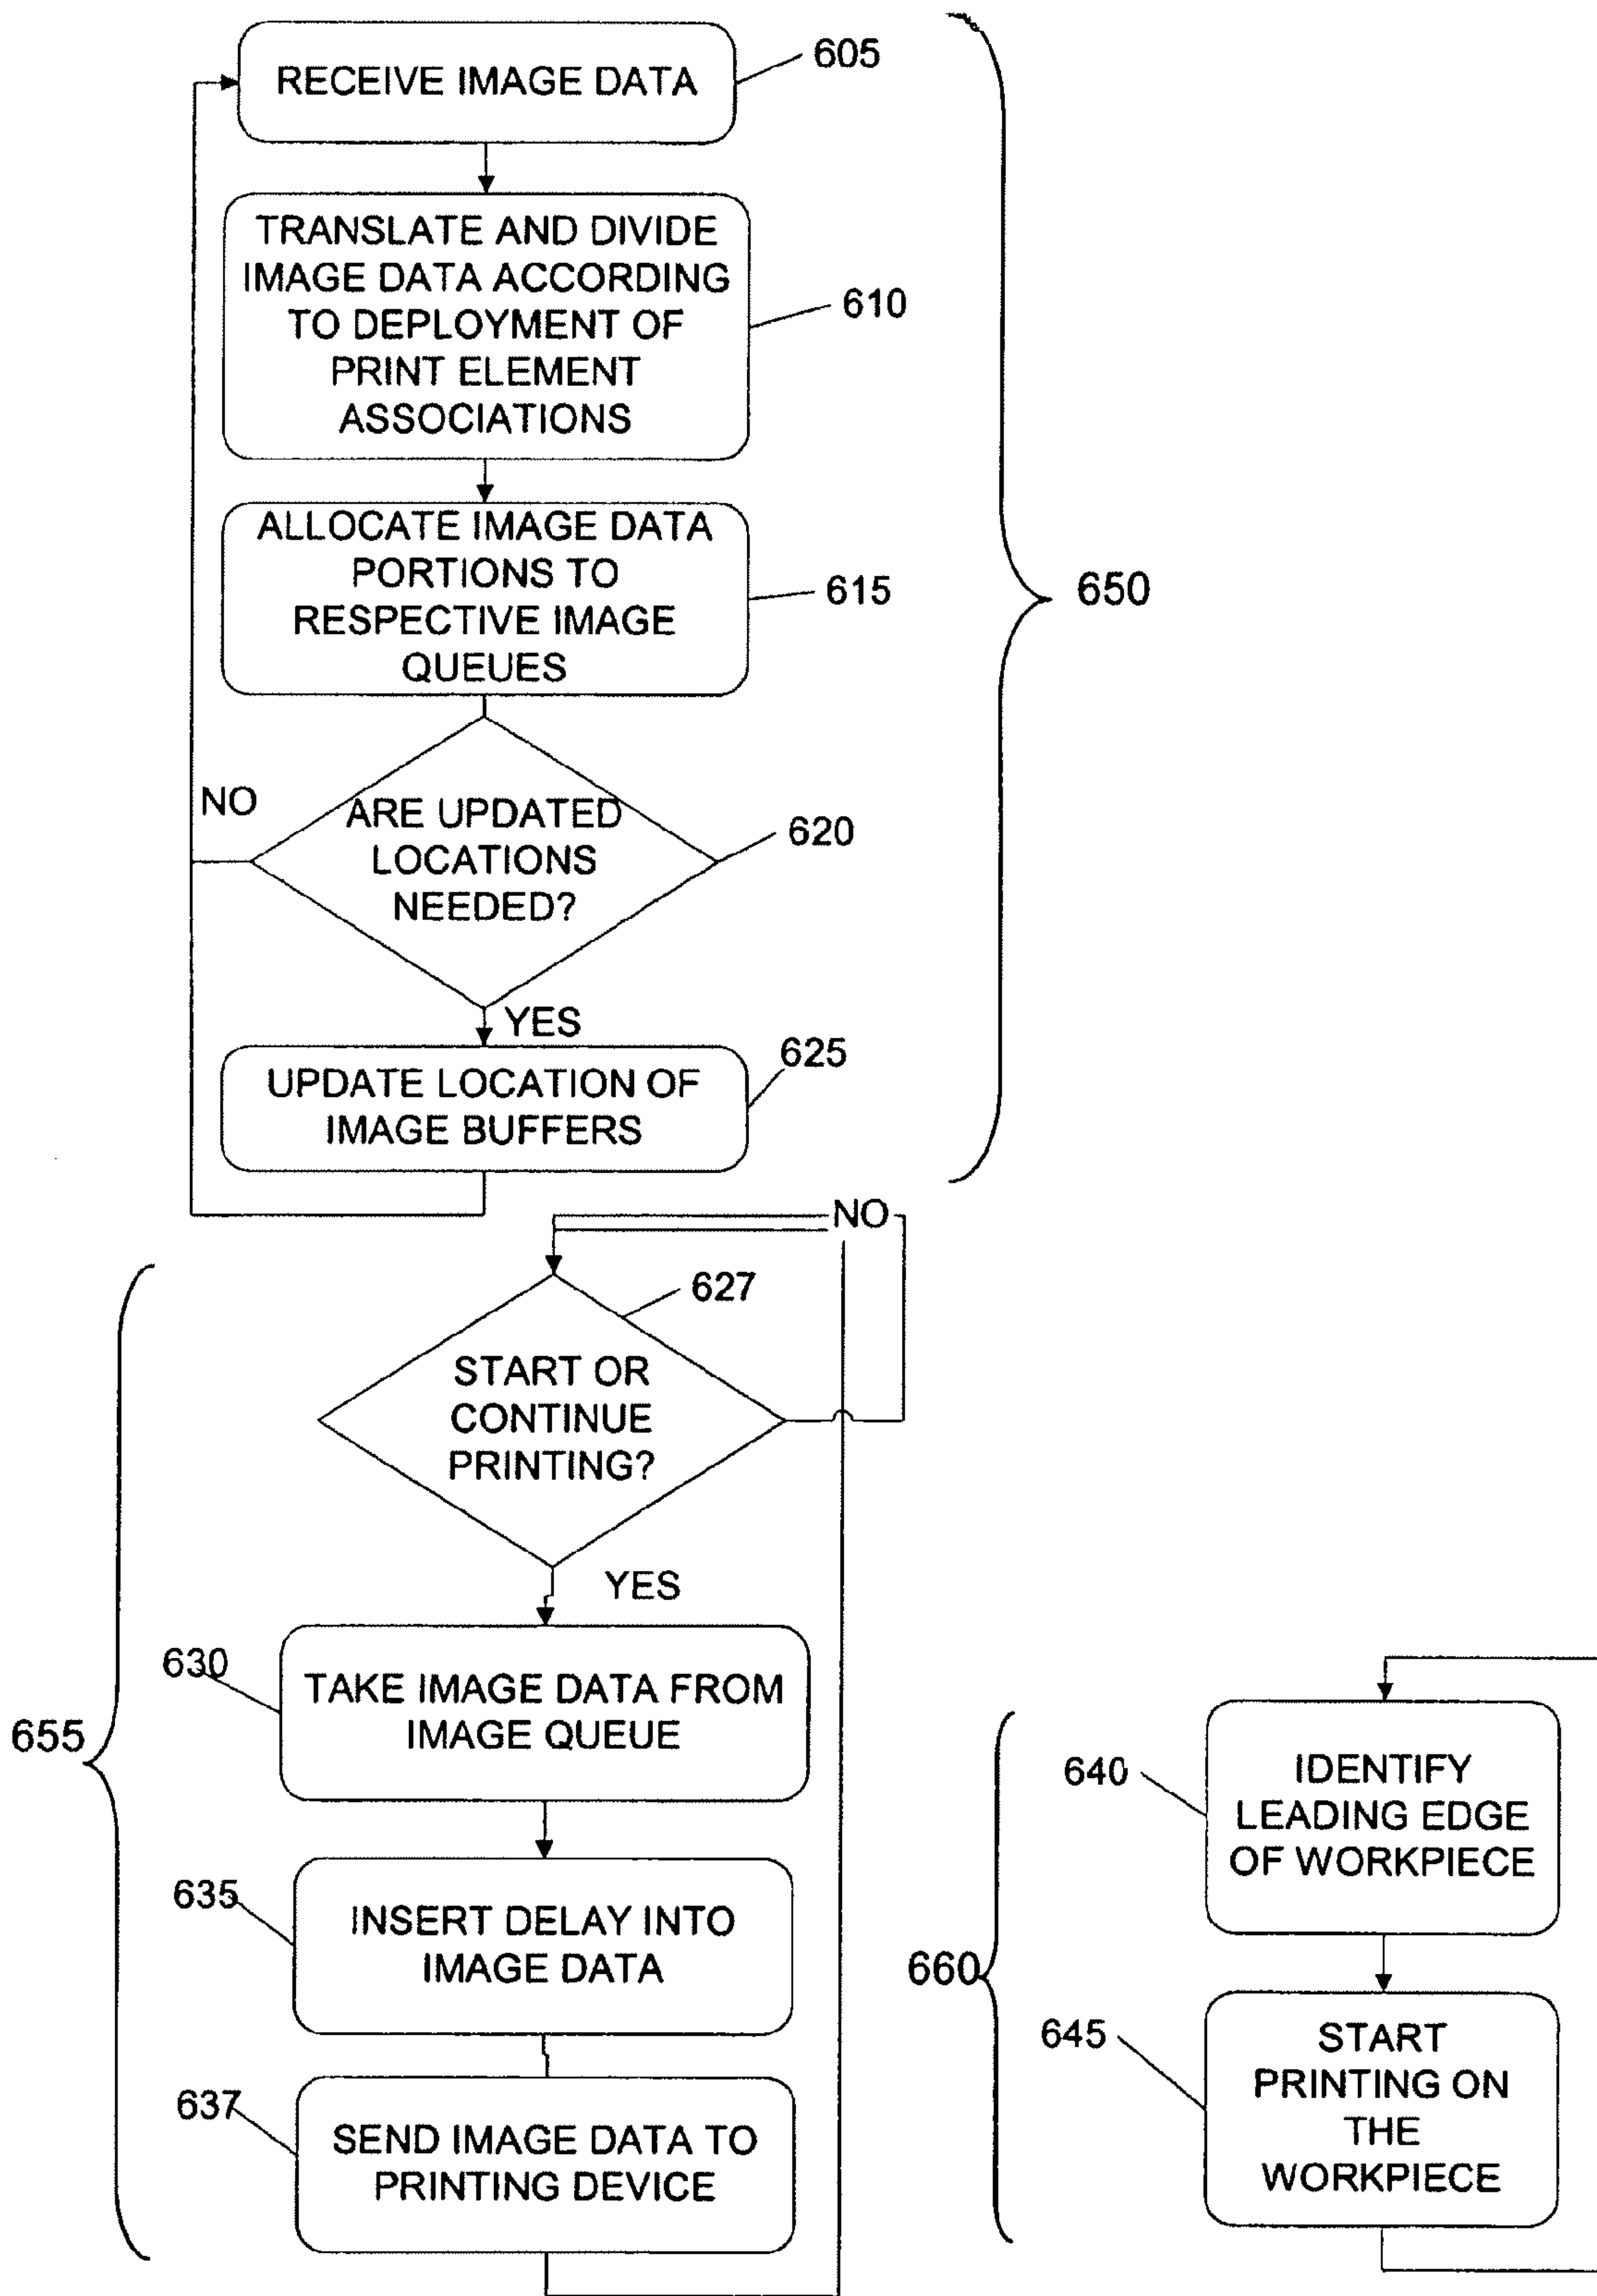 RECEIVE IMAGE DATA
605
TRANSLATE AND DIVIDE
IMAGE DATA ACCORDING
TO DEPLOYMENT OF
PRINT ELEMENT
ASSOCIATIONS
610
ALLOCATE IMAGE DATA
PORTIONS TO
RESPECTIVE IMAGE
QUEUES
615
650
NO
ARE UPDATED
LOCATIONS
NEEDED?
620
YES
UPDATE LOCATION OF
IMAGE BUFFERS
625
NO
START OR
CONTINUE
PRINTING?
627
YES
630
TAKE IMAGE DATA FROM
IMAGE QUEUE
655
635
INSERT DELAY INTO
IMAGE DATA
637
SEND IMAGE DATA TO
PRINTING DEVICE
640
IDENTIFY
LEADING EDGE
OF WORKPIECE
660
645
START
PRINTING ON
THE
WORKPIECE